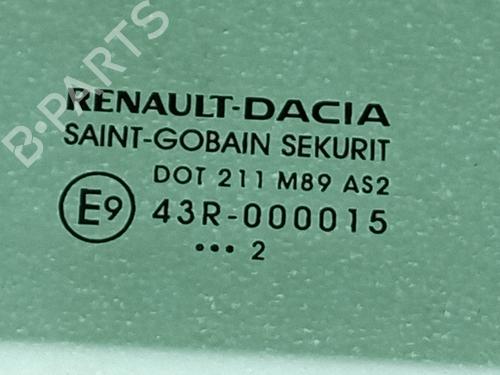 B-PARTS
RENAULT-DACIA
SAINT-GOBAIN SEKURIT
DOT 211 M89 AS2
E9 43R-000015
••• 2